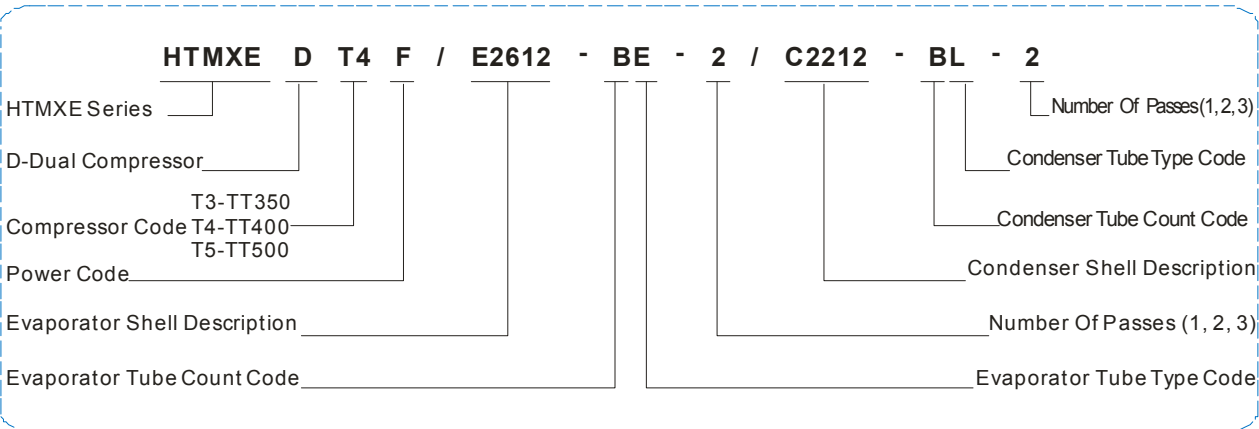 HTMXE D T4 F / E2612 - BE - 2 / C2212 - BL - 2
HTMXE Series
Number Of Passes(1,2,3)
D-Dual Compressor
Condenser Tube Type Code
T3-TT350
Compressor Code T4-TT400
T5-TT500
Condenser Tube Count Code
Power Code
Condenser Shell Description
Evaporator Shell Description
Number Of Passes (1, 2, 3)
Evaporator Tube Count Code
Evaporator Tube Type Code